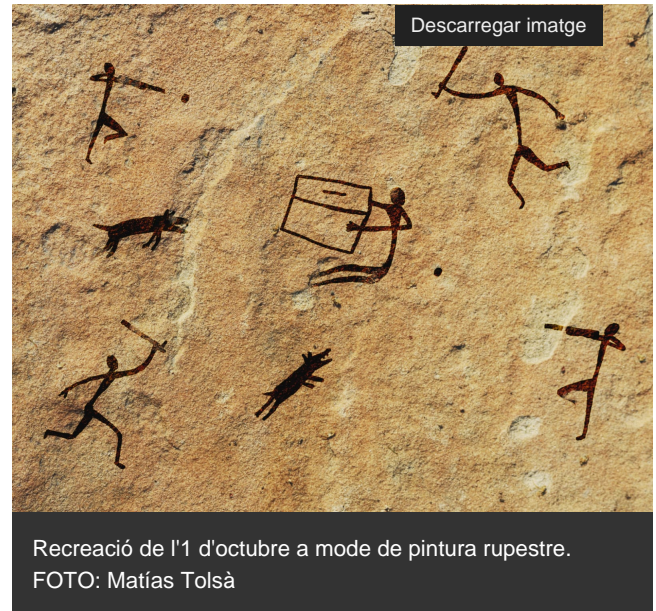 Descarregar imatge
Recreació de l'1 d'octubre a mode de pintura rupestre.
FOTO: Matías Tolsà